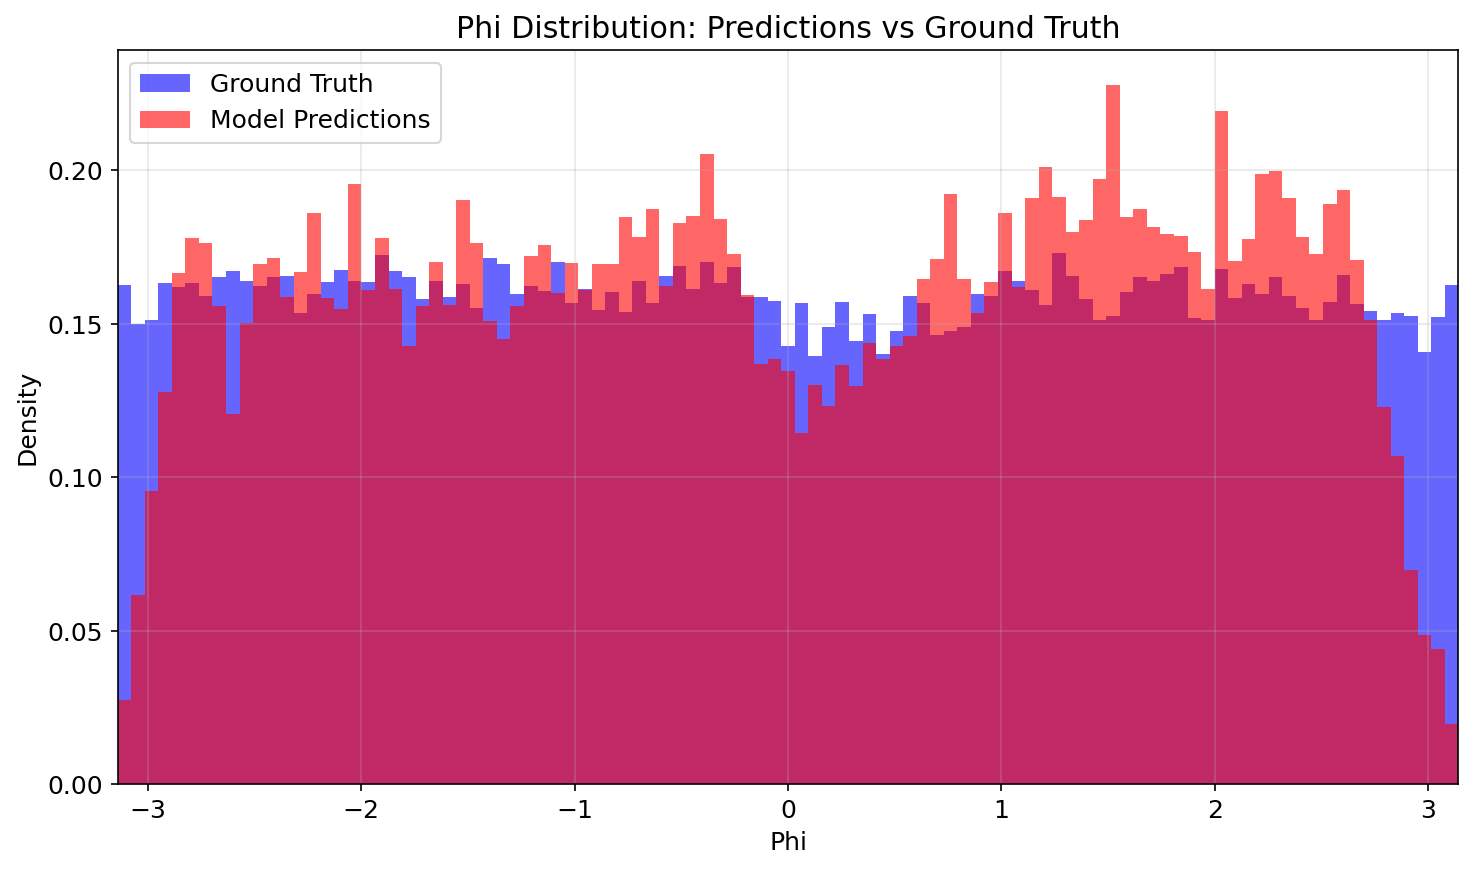 Phi Distribution: Predictions vs Ground Truth
Ground Truth
Model Predictions
0.20
0.15
0.10
0.05
0.00
Density
−3 −2 −1 0 1 2 3
Phi